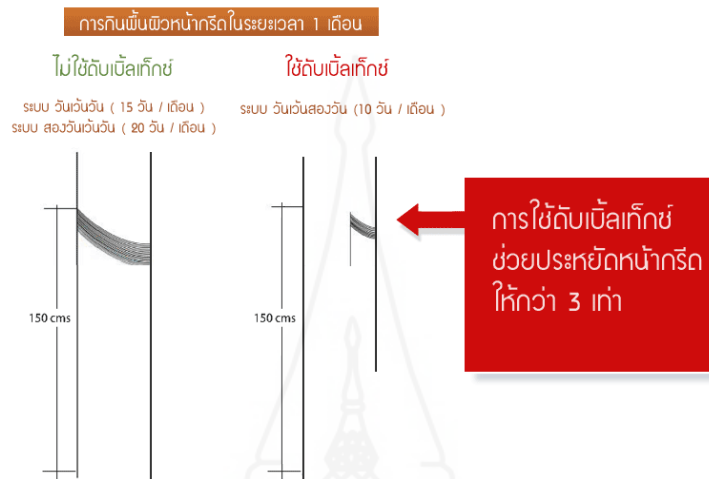 การกินพื้นผิวหน้ากรีดในระยะเวลา 1 เดือน
ไม่ใช้ดับเบิ้ลเท็กซ์
ระบบ วันเว้นวัน ( 15 วัน / เดือน )
ระบบ สองวันเว้นวัน ( 20 วัน / เดือน )
150 cms
ใช้ดับเบิ้ลเท็กซ์
ระบบ วันเว้นสองวัน (10 วัน / เดือน )
150 cms
การใช้ดับเบิ้ลเท็กซ์
ช่วยประหยัดหน้ากรีด
ให้กว่า 3 เท่า